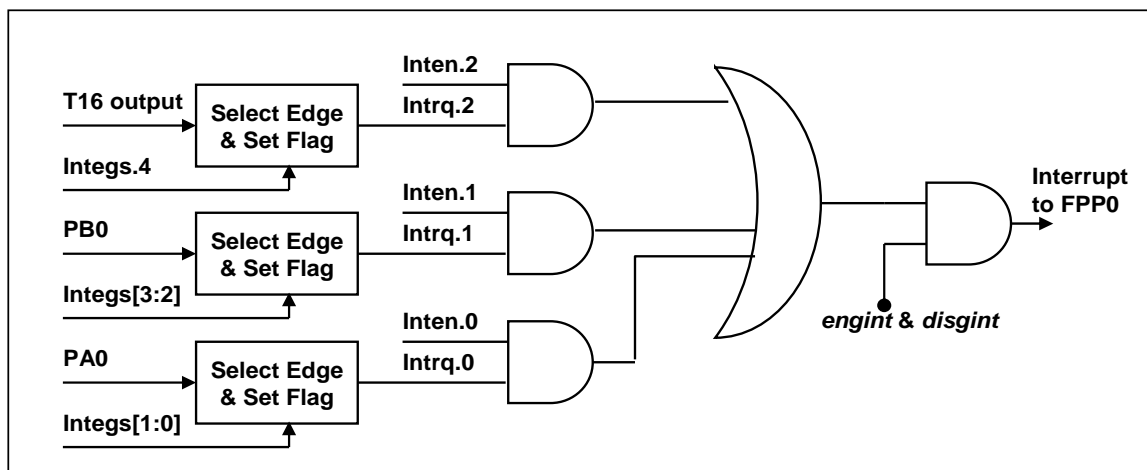 Inten.2
T16 output
Select Edge
& Set Flag
Intrq.2
Integs.4
Inten.1
PB0
Select Edge
& Set Flag
Intrq.1
Integs[3:2]
Interrupt
to FPP0
engint & disgint
Inten.0
PA0
Select Edge
& Set Flag
Intrq.0
Integs[1:0]